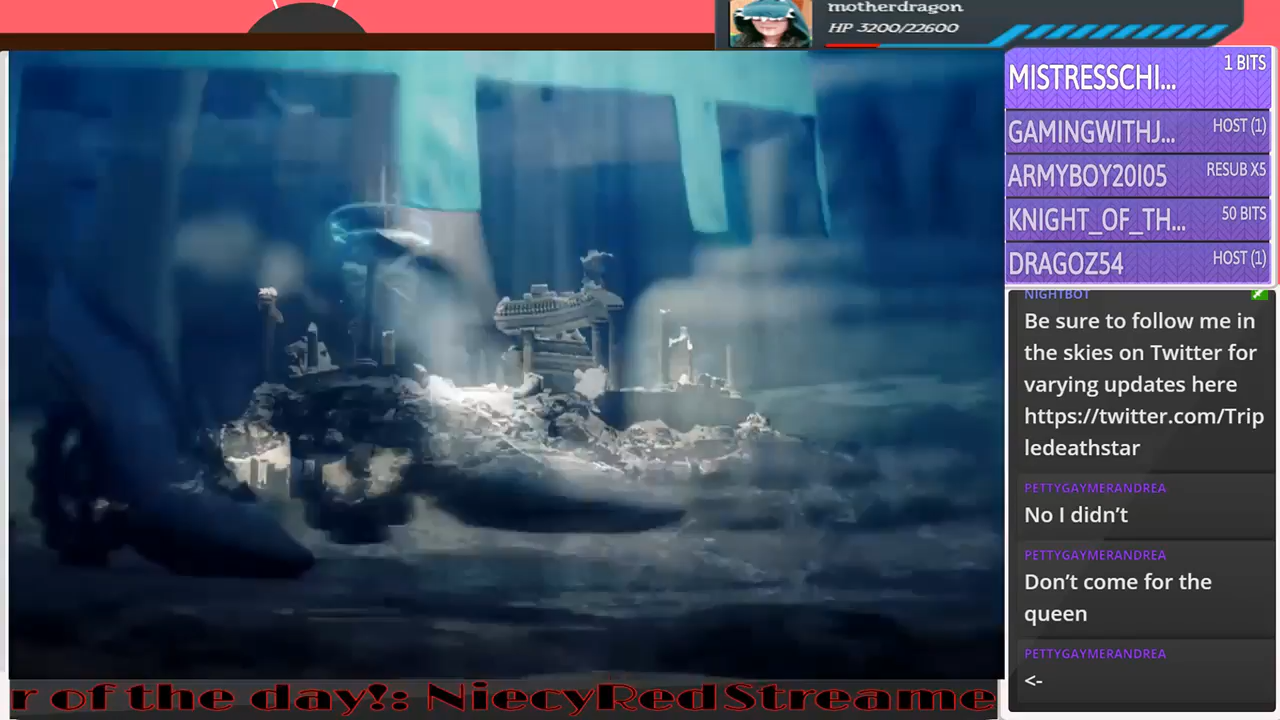 motherdragon
HP 3200/22600
MISTRESSCHI... 1 BITS
GAMINGWITHJ... HOST (1)
ARMYBOY20105 RESUB X5
KNIGHT_OF_TH... 50 BITS
DRAGOZ54 HOST (1)
NIGHTBOT
Be sure to follow me in
the skies on Twitter for
varying updates here
https://twitter.com/Trip
ledeathstar
PETTYGAYMERANDREA
No I didn't
PETTYGAYMERANDREA
Don't come for the
queen
PETTYGAYMERANDREA
<-
r of the day!: NiecyRedStreame